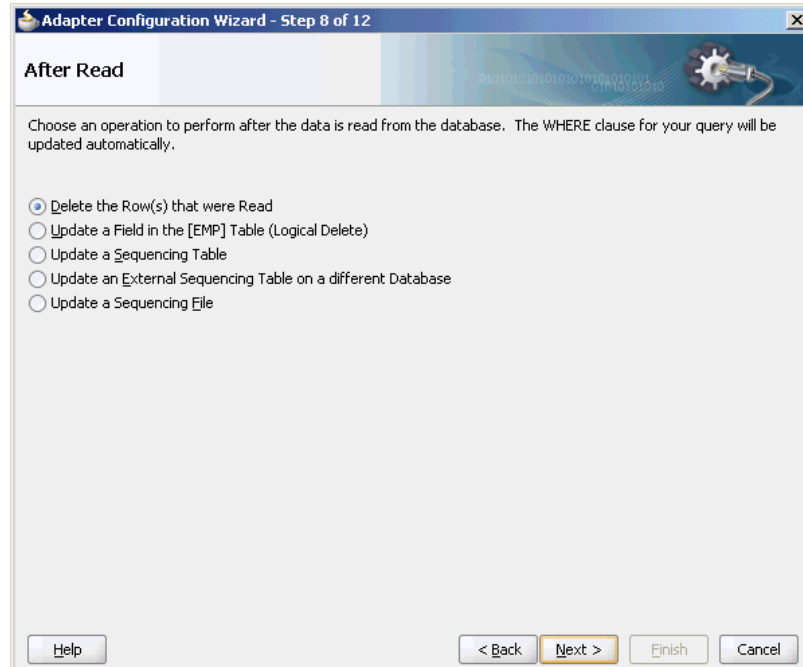 Adapter Configuration Wizard - Step 8 of 12
After Read
Choose an operation to perform after the data is read from the database. The WHERE clause for your query will be
updated automatically.
Delete the Row(s) that were Read
Update a Field in the [EMP] Table (Logical Delete)
Update a Sequencing Table
Update an External Sequencing Table on a different Database
Update a Sequencing File
Help
< Back
Next >
Finish
Cancel